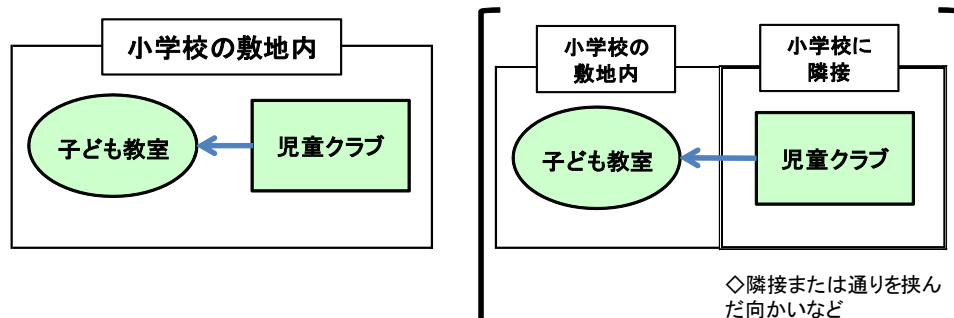 小学校の敷地内
子ども教室
児童クラブ
小学校の
敷地内
小学校に
隣接
子ども教室
児童クラブ
◇隣接または通りを挟ん
だ向かいなど